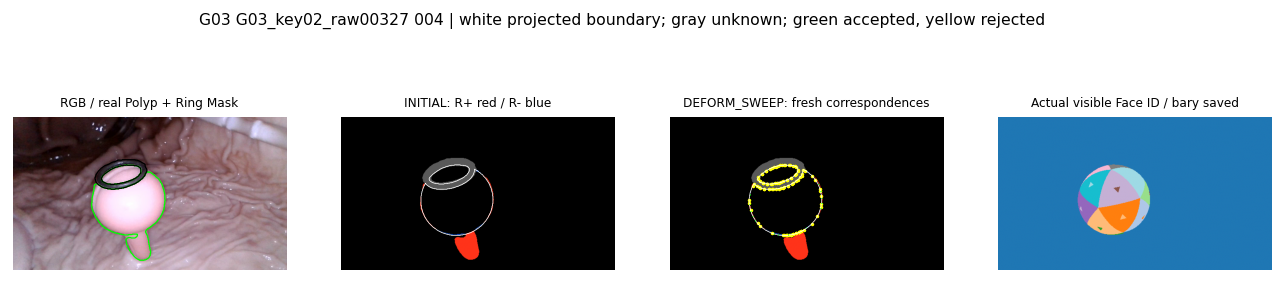 G03 G03_key02_raw00327 004 | white projected boundary; gray unknown; green accepted, yellow rejected
RGB / real Polyp + Ring Mask
INITIAL: R+ red / R- blue
DEFORM_SWEEP: fresh correspondences
Actual visible Face ID / bary saved